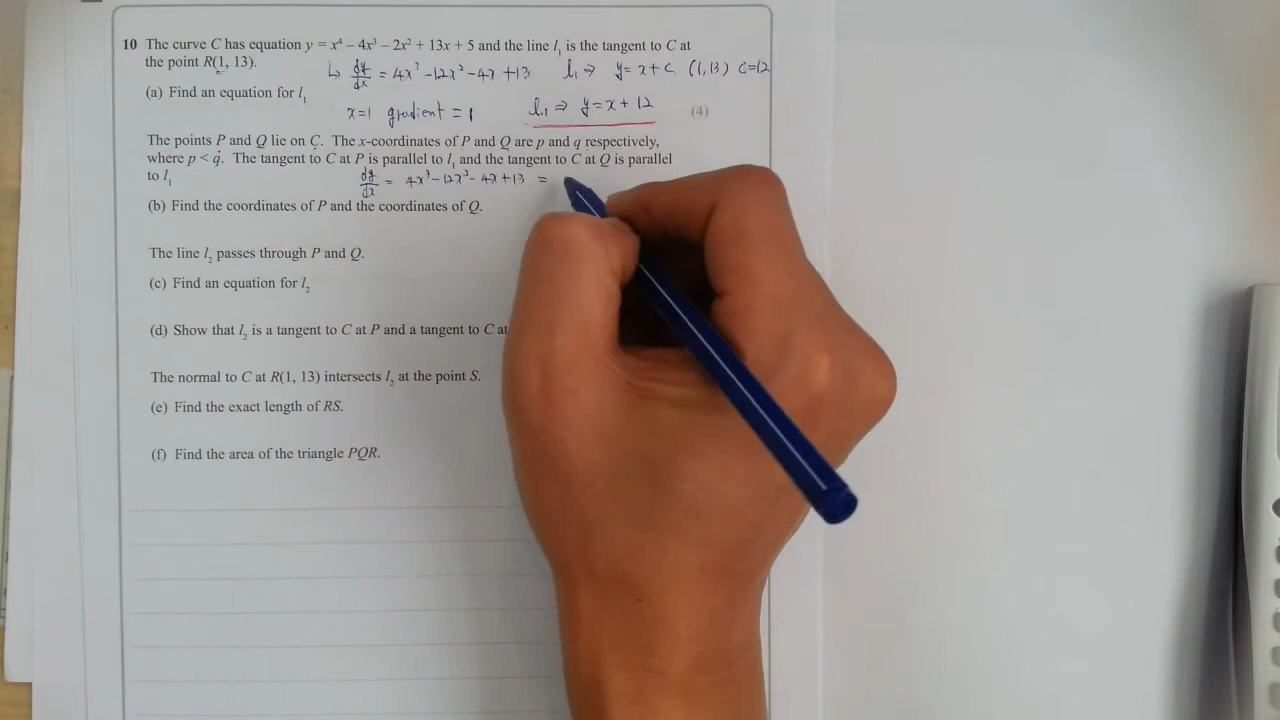 10 The curve C has equation y = x⁴ – 4x³ – 2x² + 13x + 5 and the line l₁ is the tangent to C at
the point R(1, 13).
↳ dy/dx = 4x³ -12x² -4x +13 l₁ ⇒ y = x + C (1,13) C=12
(a) Find an equation for l₁
x=1 gradient = 1 l₁ ⇒ y = x + 12 (4)
The points P and Q lie on C. The x-coordinates of P and Q are p and q respectively,
where p < q. The tangent to C at P is parallel to l₁ and the tangent to C at Q is parallel
to l₁
dy/dx = 4x³ -12x² - 4x +13 =
(b) Find the coordinates of P and the coordinates of Q.
The line l₂ passes through P and Q.
(c) Find an equation for l₂
(d) Show that l₂ is a tangent to C at P and a tangent to C at
The normal to C at R(1, 13) intersects l₂ at the point S.
(e) Find the exact length of RS.
(f) Find the area of the triangle PQR.